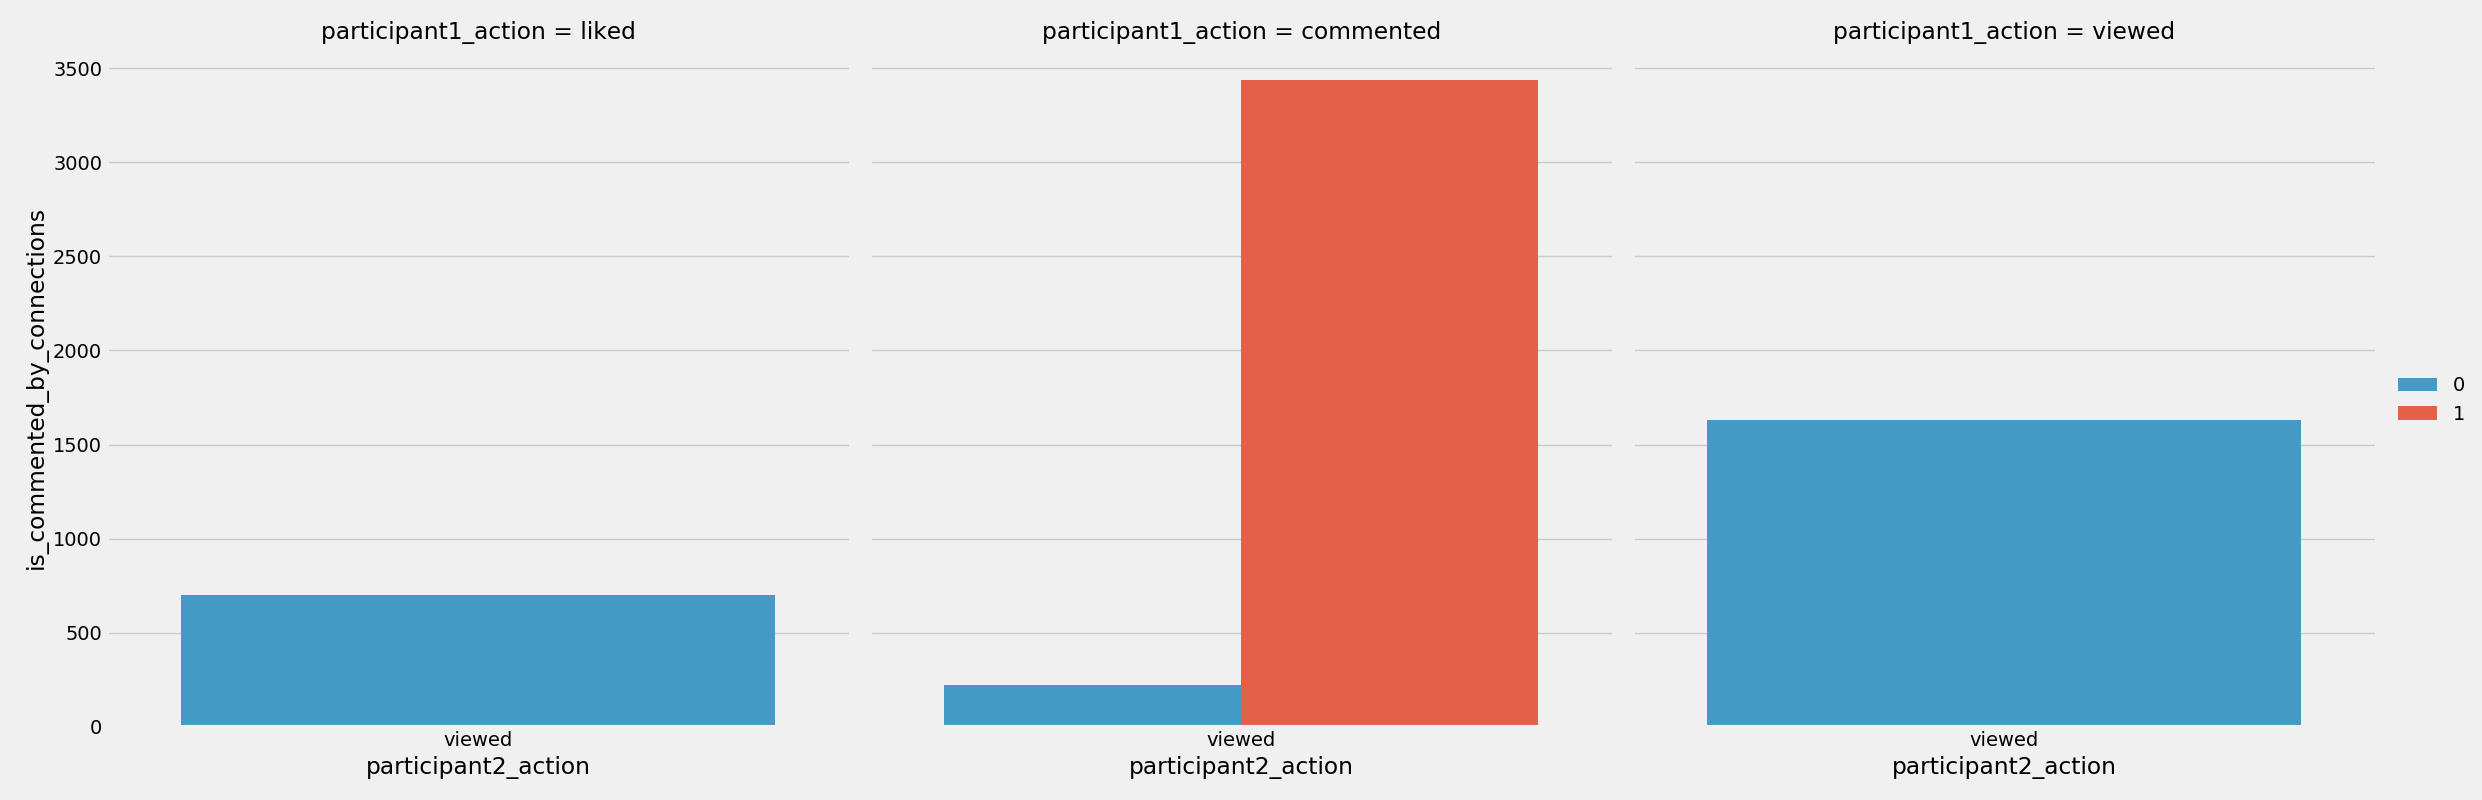 participant1_action = liked
participant1_action = commented
participant1_action = viewed
is_commented_by_connections
3500
3000
2500
2000
1500
1000
500
0
viewed
viewed
viewed
participant2_action
participant2_action
participant2_action
0
1